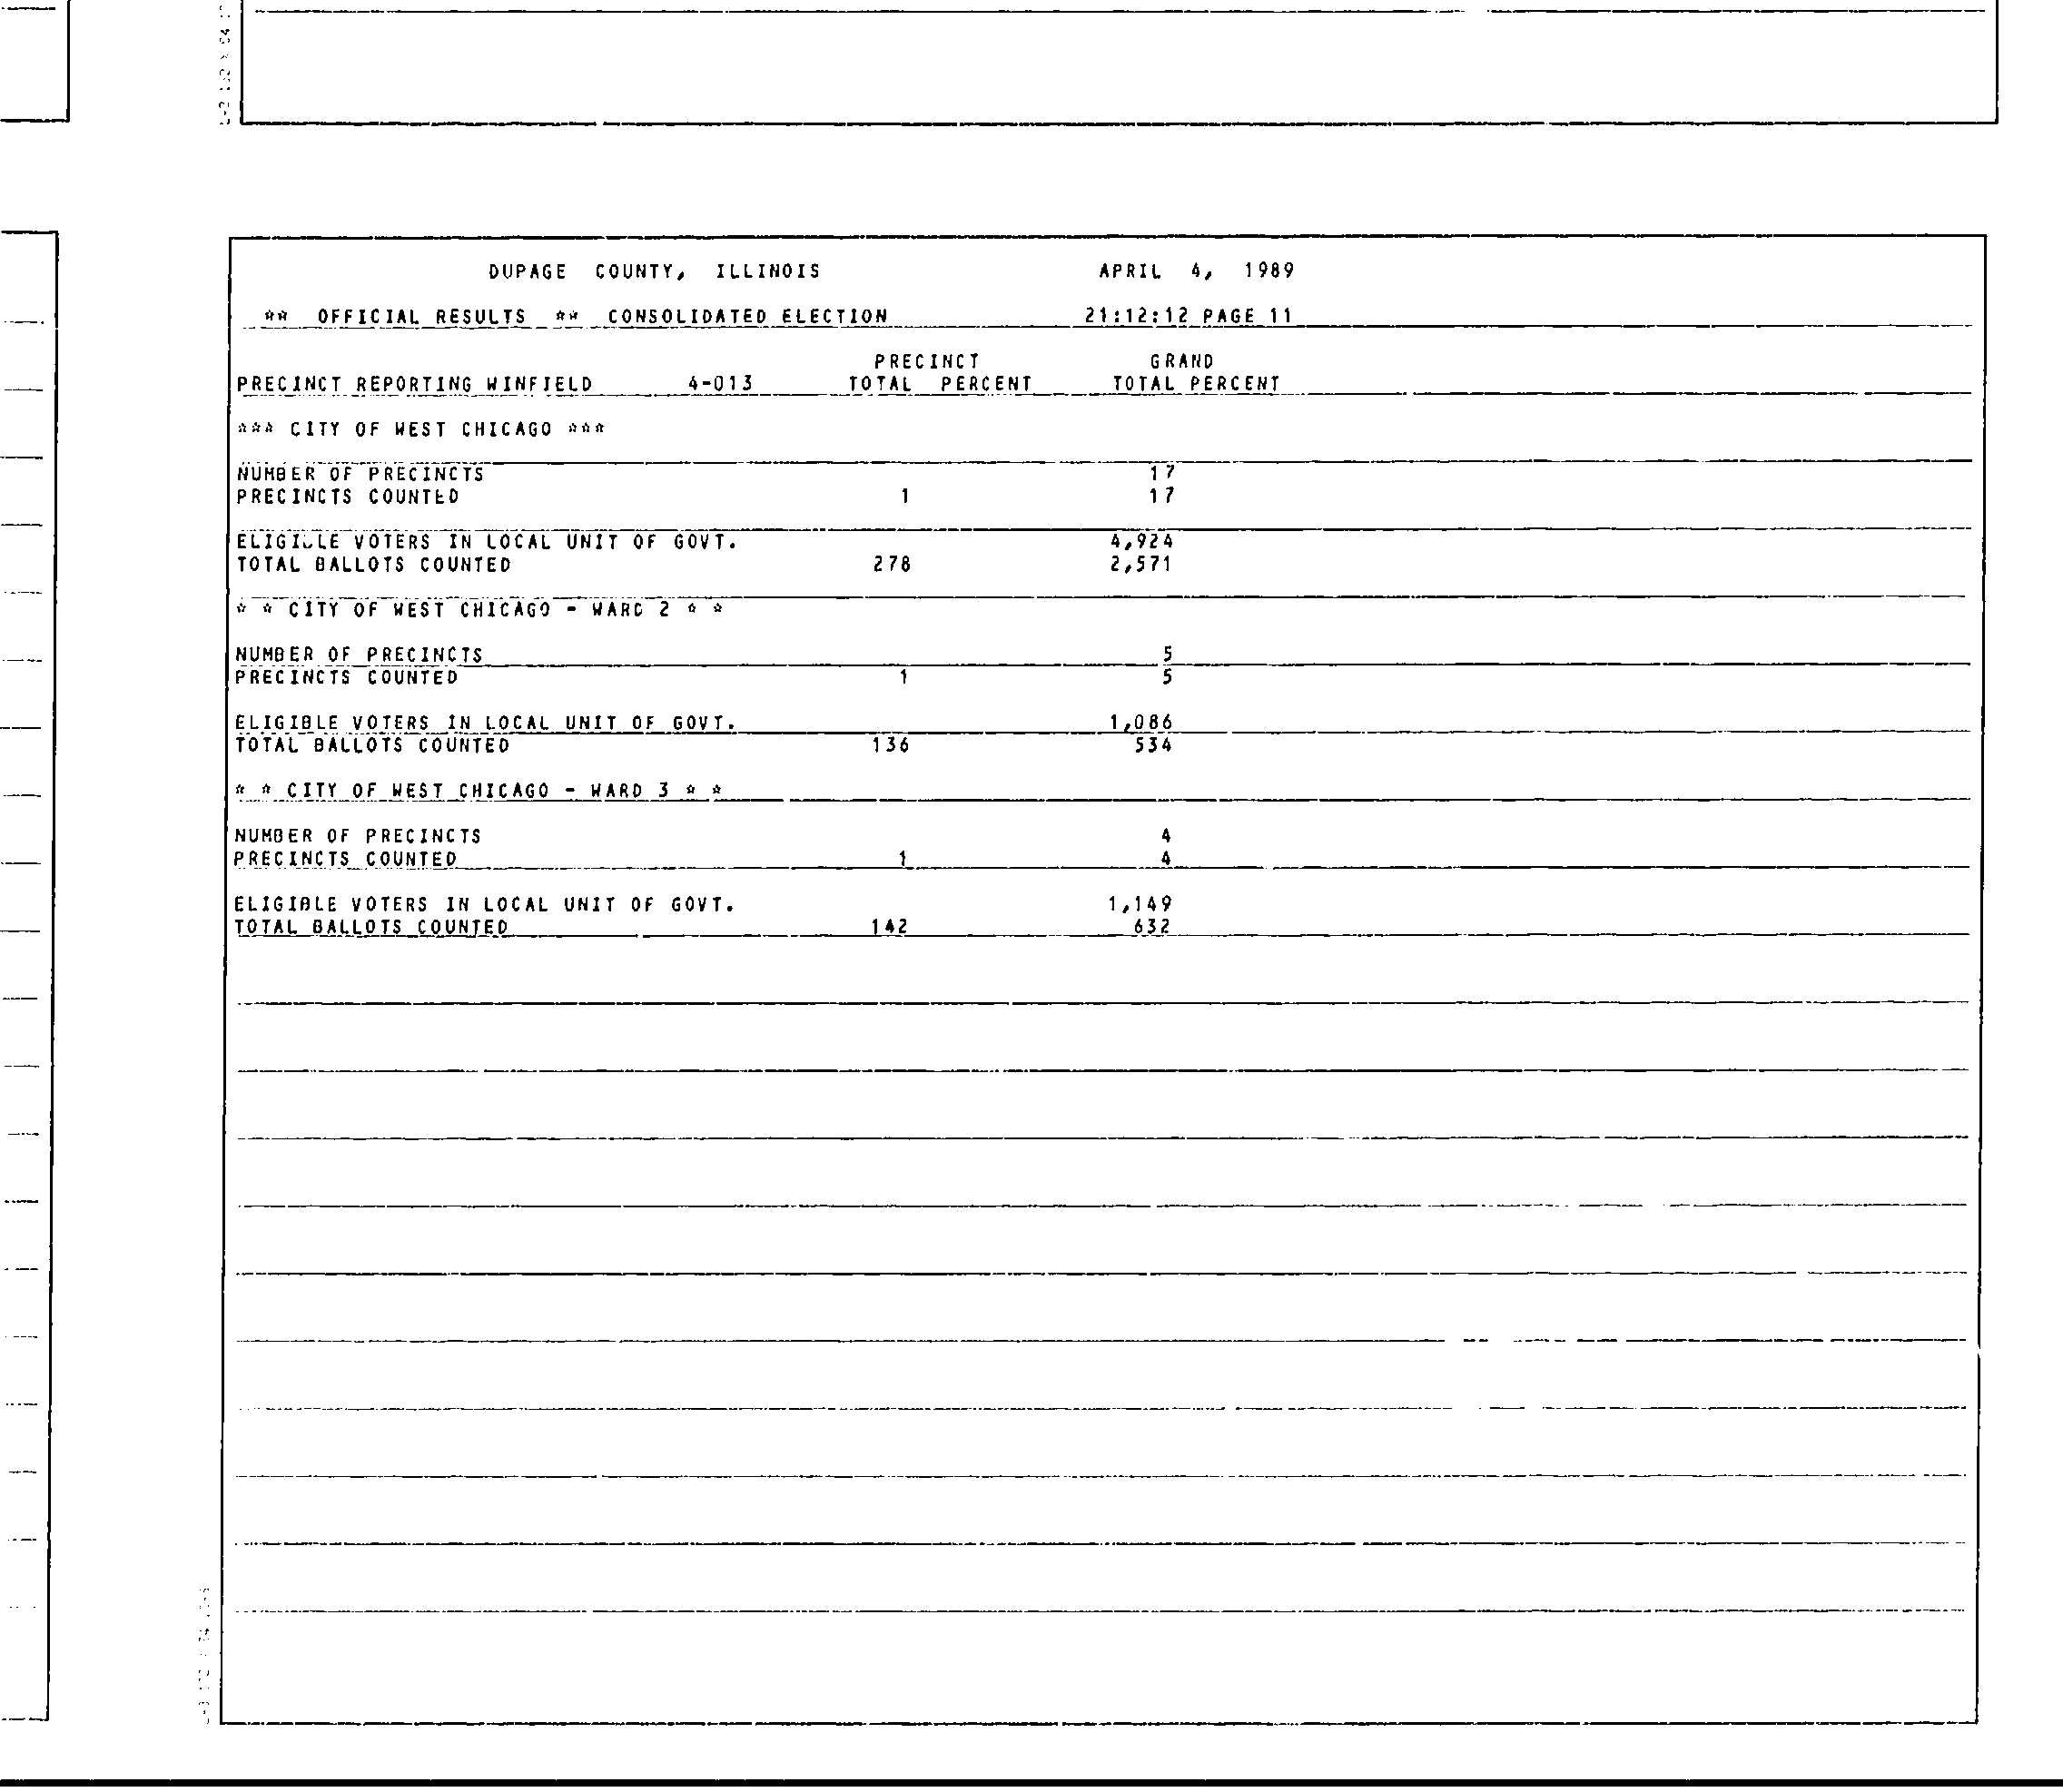 DUPAGE COUNTY, ILLINOIS APRIL 4, 1989
** OFFICIAL RESULTS ** CONSOLIDATED ELECTION 21:12:12 PAGE 11
PRECINCT GRAND
PRECINCT REPORTING WINFIELD 4-013 TOTAL PERCENT TOTAL PERCENT
*** CITY OF WEST CHICAGO ***
NUMBER OF PRECINCTS 17
PRECINCTS COUNTED 1 17
VOTERS IN LOCAL UNIT OF GOVT. 4,924
TOTAL BALLOTS COUNTED 278 2,571
* * CITY OF WEST CHICAGO - WARD 2 * *
NUMBER OF PRECINCTS 5
PRECINCTS COUNTED 1 5
ELIGIBLE VOTERS IN LOCAL UNIT OF GOVT. 1,086
TOTAL BALLOTS COUNTED 136 534
* * CITY OF WEST CHICAGO - WARD 3 * *
NUMBER OF PRECINCTS 4
PRECINCTS COUNTED 1 4
ELIGIBLE VOTERS IN LOCAL UNIT OF GOVT. 1,149
TOTAL BALLOTS COUNTED 142 632